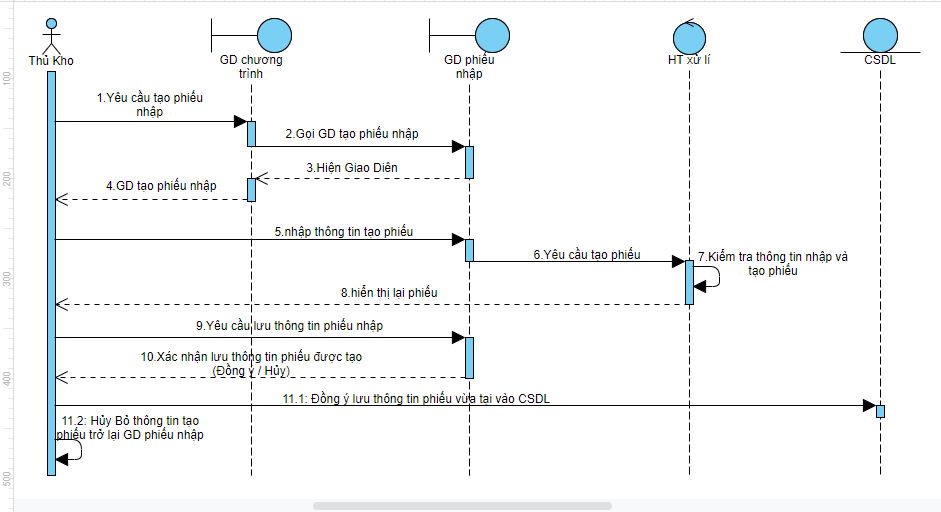 Thủ Kho
GD chương
trình
GD phiếu
nhập
HT xử lí
CSDL
100
1.Yêu cầu tạo phiếu
nhập
2.Gọi GD tạo phiếu nhập
3.Hiện Giao Diên
200
4.GD tạo phiếu nhập
5.nhập thông tin tạo phiếu
6.Yêu cầu tạo phiếu
7.Kiểm tra thông tin nhập và
tạo phiếu
300
8.hiển thị lại phiếu
9.Yêu cầu lưu thông tin phiếu nhập
10.Xác nhận lưu thông tin phiếu được tạo
(Đồng ý / Hủy)
400
11.1: Đồng ý lưu thông tin phiếu vừa tại vào CSDL
11.2: Hủy Bỏ thông tin tạo
phiếu trở lại GD phiếu nhập
500